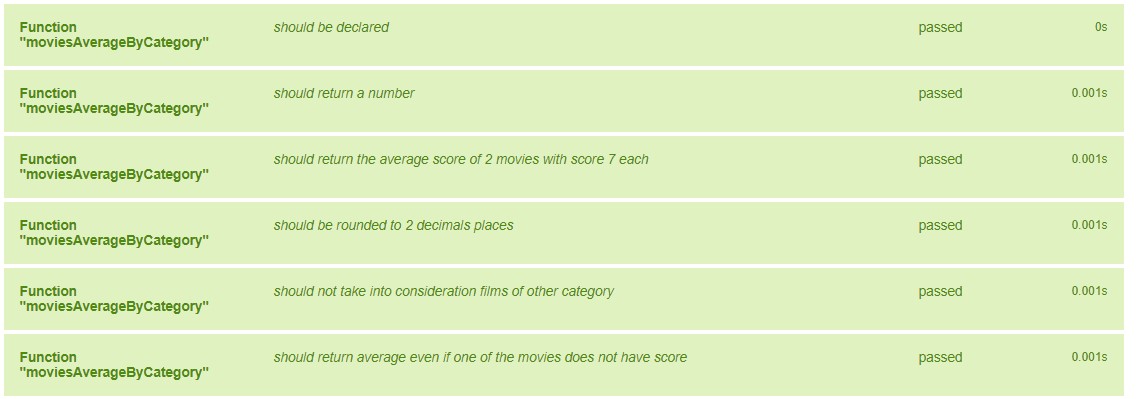 Function should be declared passed 0s
"moviesAverageByCategory"
Function should return a number passed 0.001s
"moviesAverageByCategory"
Function should return the average score of 2 movies with score 7 each passed 0.001s
"moviesAverageByCategory"
Function should be rounded to 2 decimals places passed 0.001s
"moviesAverageByCategory"
Function should not take into consideration films of other category passed 0.001s
"moviesAverageByCategory"
Function should return average even if one of the movies does not have score passed 0.001s
"moviesAverageByCategory"